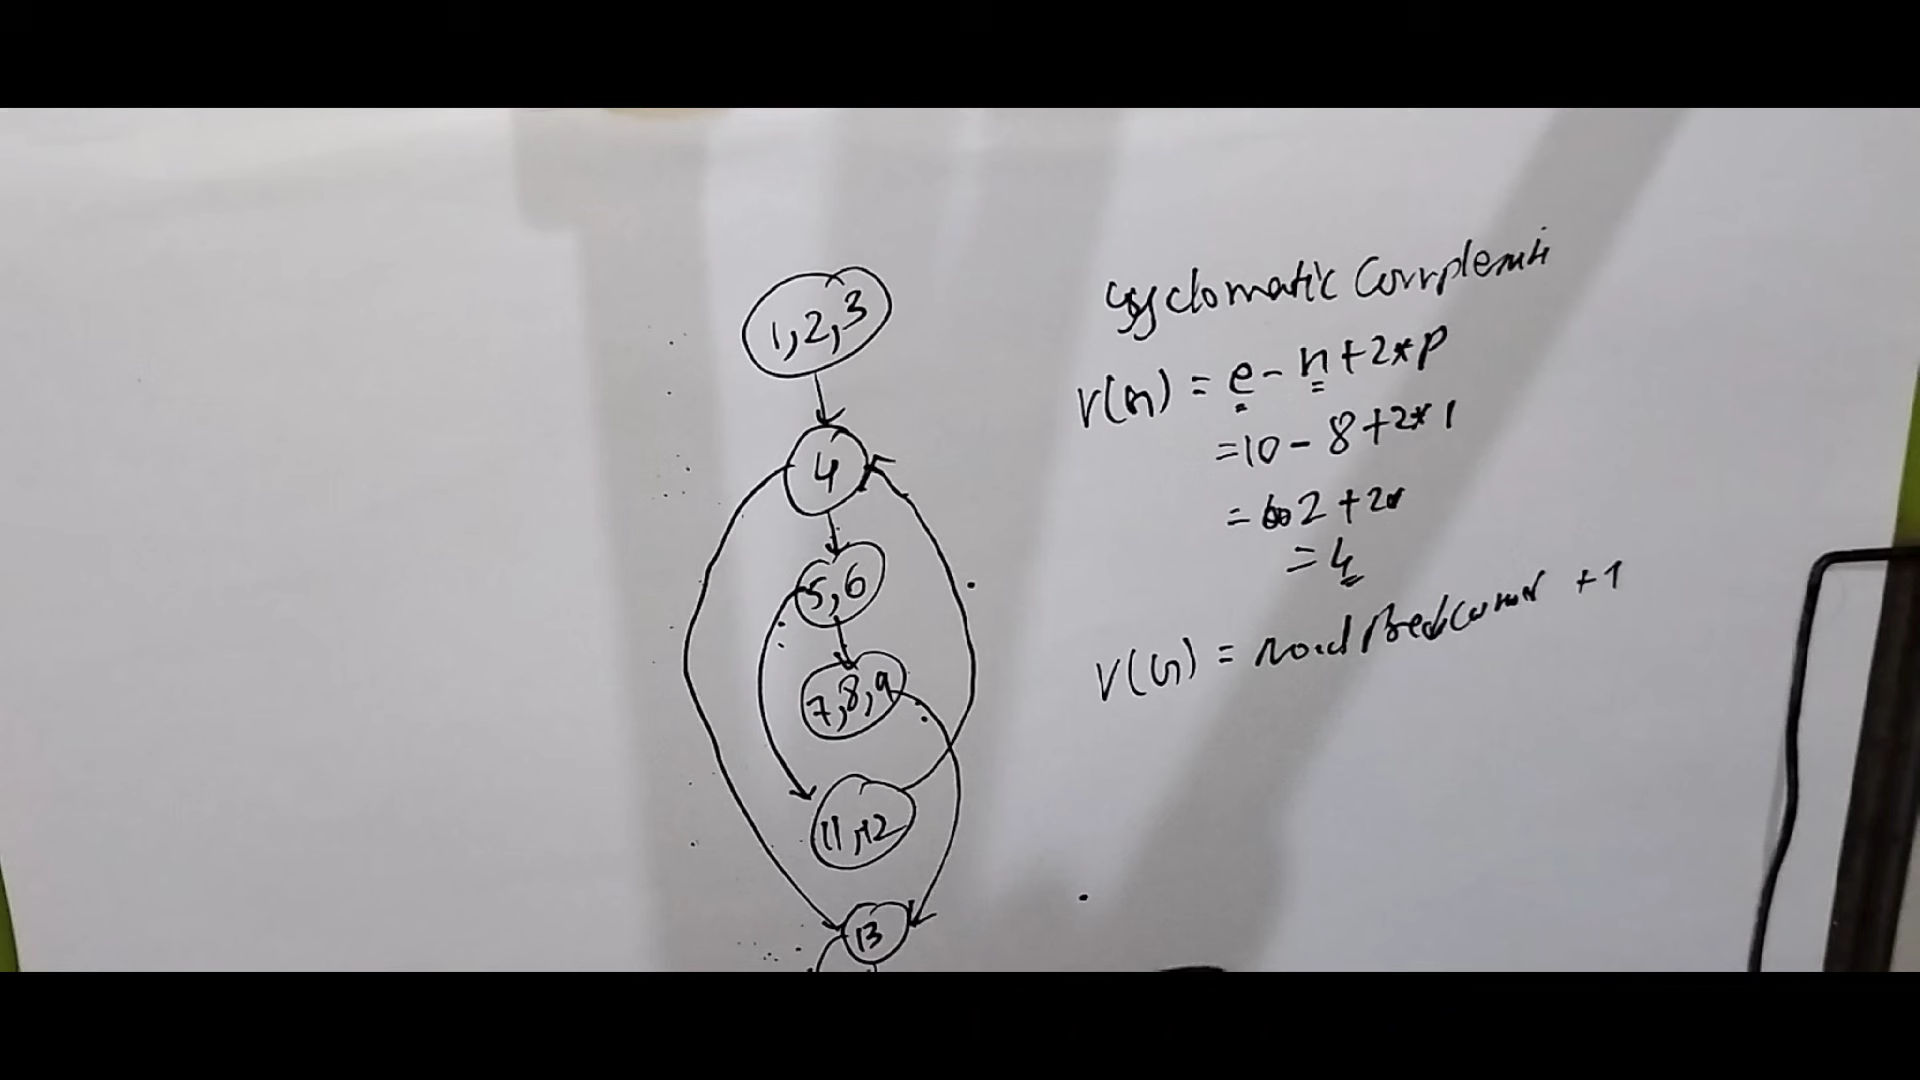 1,2,3
4
5,6
7,8,9
11,12
13
cyclomatic
V(G) = e - n + 2*p
= 10 - 8 + 2*1
= 2 + 2
= 4
V(G) = + 1